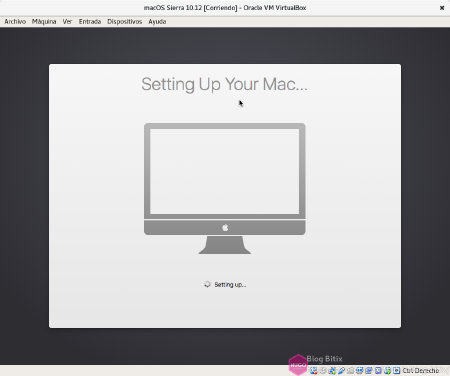 macOS Sierra 10.12 [Corriendo] - Oracle VM VirtualBox
Archivo Máquina Ver Entrada Dispositivos Ayuda
Setting Up Your Mac...
Setting up...
Blog Bitix
HUGO
Ctrl Derecho